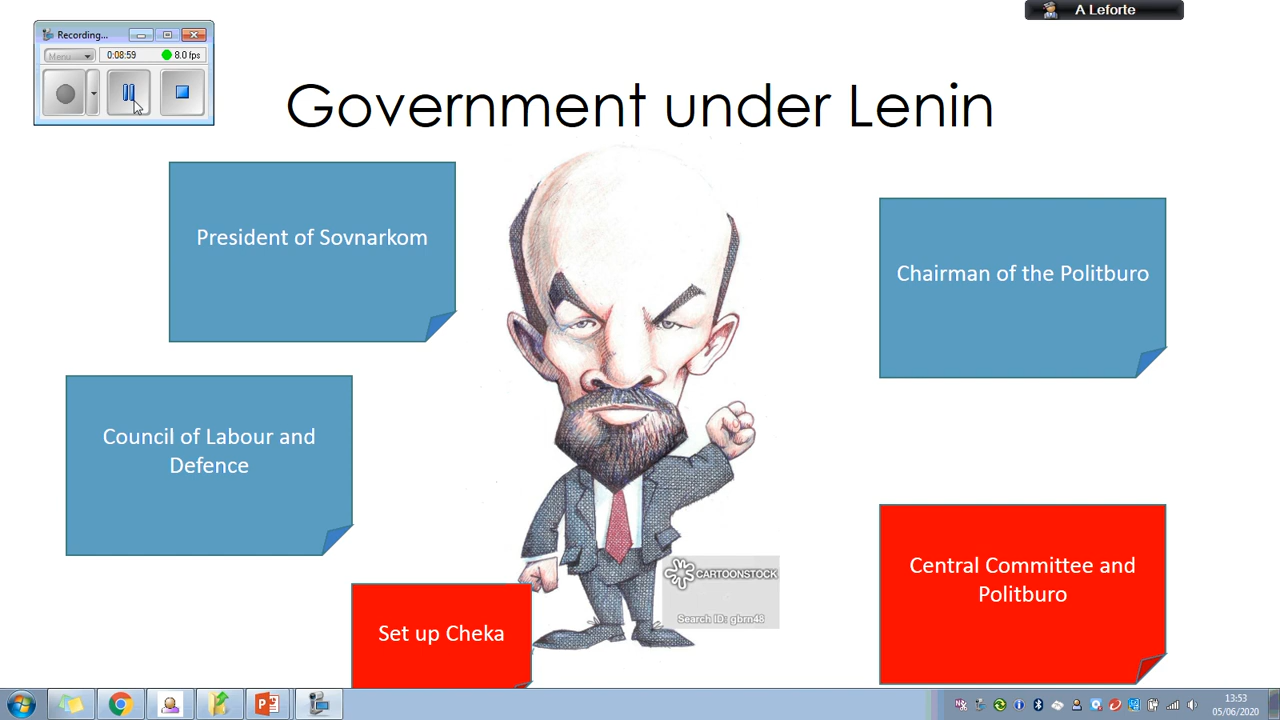 Recording...
A Leforte
Menu
0:08:59
8.0 fps
Government under Lenin
President of Sovnarkom
Chairman of the Politburo
Council of Labour and
Defence
Central Committee and
Politburo
CARTOONSTOCK
Search ID: gbrn48
Set up Cheka
13:53
05/06/2020